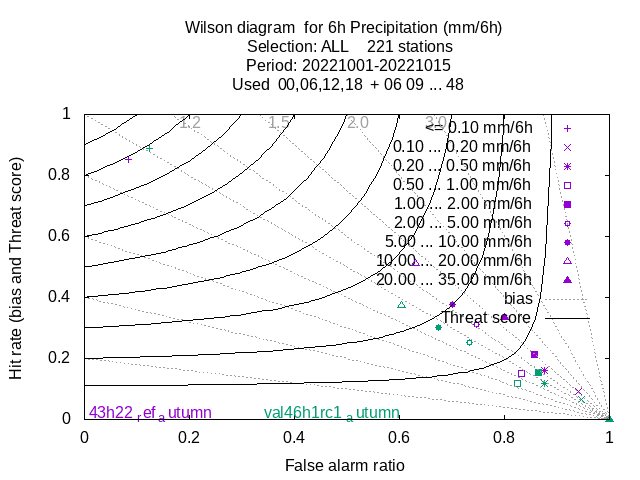 Wilson diagram  for 6h Precipitation (mm/6h)
Selection: ALL    221 stations
Period: 20221001-20221015
Used  00,06,12,18  + 06 09 ... 48
1.2 1.5 2.0 3.0
<= 0.10 mm/6h
0.10 ... 0.20 mm/6h
0.20 ... 0.50 mm/6h
0.50 ... 1.00 mm/6h
1.00 ... 2.00 mm/6h
2.00 ... 5.00 mm/6h
5.00 ... 10.00 mm/6h
10.00 ... 20.00 mm/6h
20.00 ... 35.00 mm/6h
bias
Threat score
1
0.8
0.6
0.4
0.2
0
Hit rate (bias and Threat score)
43h22_ref_autumn val46h1rc1_autumn
0 0.2 0.4 0.6 0.8 1
False alarm ratio